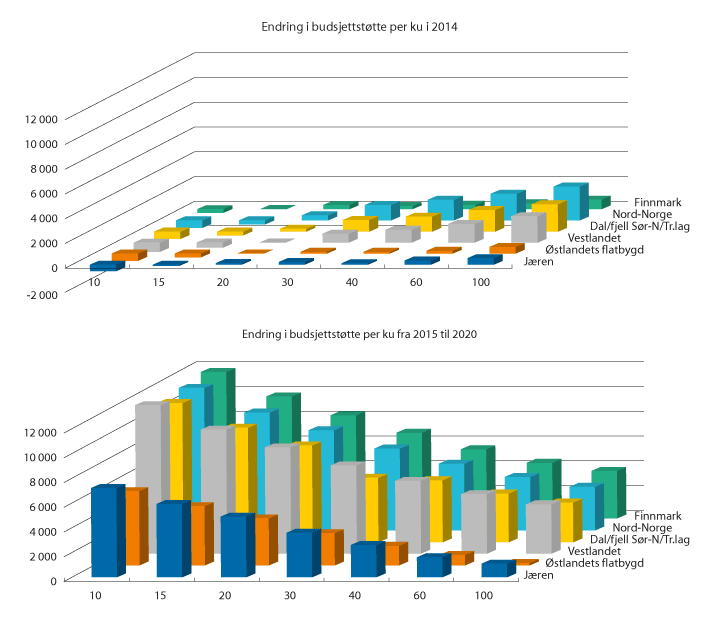 Endring i budsjettstøtte per ku i 2014
12 000
10 000
8 000
6 000
4 000
2 000
0
-2 000
10 15 20 30 40 60 100
Finnmark
Nord-Norge
Dal/fjell Sør-N/Tr.lag
Vestlandet
Østlandets flatbygd
Jæren
Endring i budsjettstøtte per ku fra 2015 til 2020
12 000
10 000
8 000
6 000
4 000
2 000
0
10 15 20 30 40 60 100
Finnmark
Nord-Norge
Dal/fjell Sør-N/Tr.lag
Vestlandet
Østlandets flatbygd
Jæren